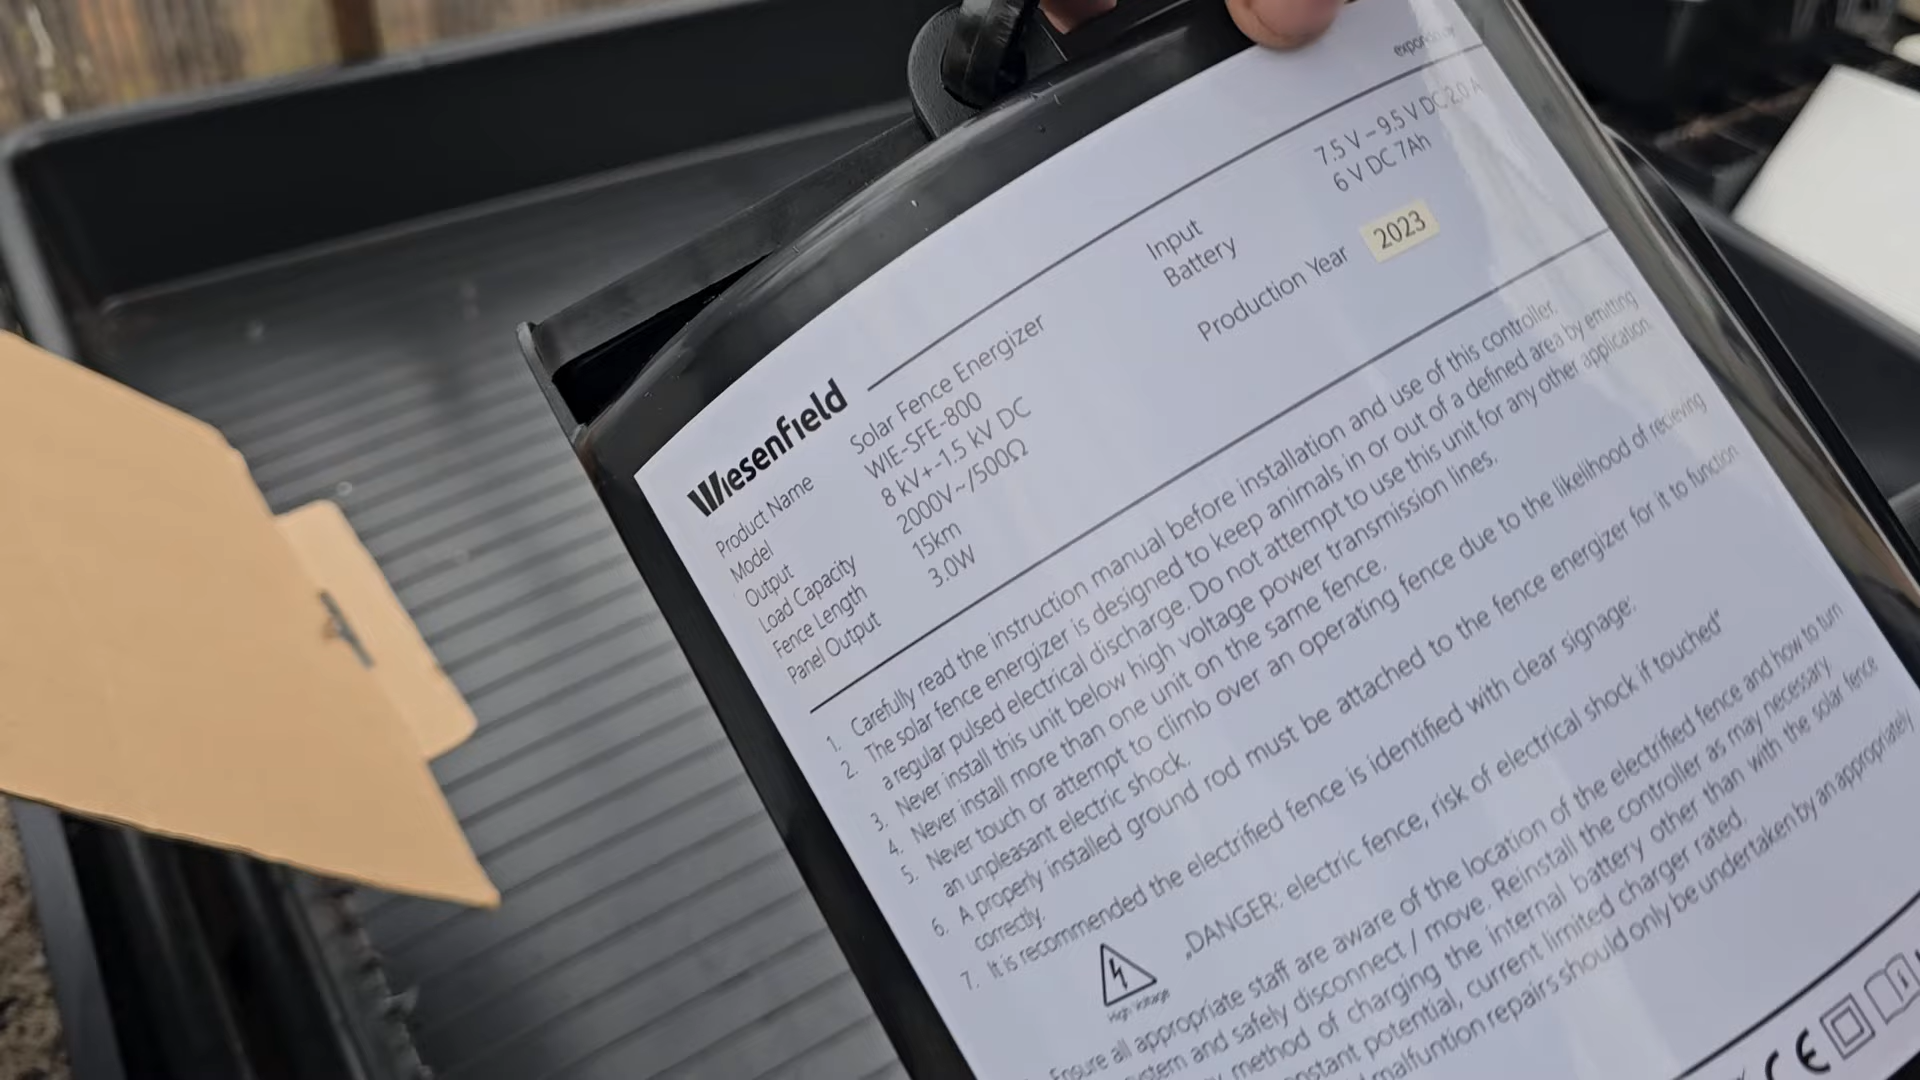 expondo
Wiesenfield
Product Name Solar Fence Energizer
Model WIE-SFE-800
Output 8 kV+-1.5 kV DC
Load Capacity 2000V~/500Ω
Fence Length 15km
Panel Output 3.0W
Input 7.5 V – 9.5 V DC 2.0 A
Battery 6 V DC 7Ah
Production Year 2023
1. Carefully read the instruction manual before installation and use of this controller.
2. The solar fence energizer is designed to keep animals in or out of a defined area by emitting
a regular pulsed electrical discharge. Do not attempt to use this unit for any other application.
3. Never install this unit below high voltage power transmission lines.
4. Never install more than one unit on the same fence.
5. Never touch or attempt to climb over an operating fence due to the likelihood of recieving
an unpleasant electric shock.
6. A properly installed ground rod must be attached to the fence energizer for it to function
correctly.
7. It is recommended the electrified fence is identified with clear signage:
„DANGER: electric fence, risk of electrical shock if touched"
High Voltage
Ensure all appropriate staff are aware of the location of the electrified fence and how to turn
and safely disconnect / move. Reinstall the controller as may necessary.
method of charging the internal battery other than with the solar fence
potential, current limited charger rated.
malfuntion repairs should only be undertaken by an appropriately
CE